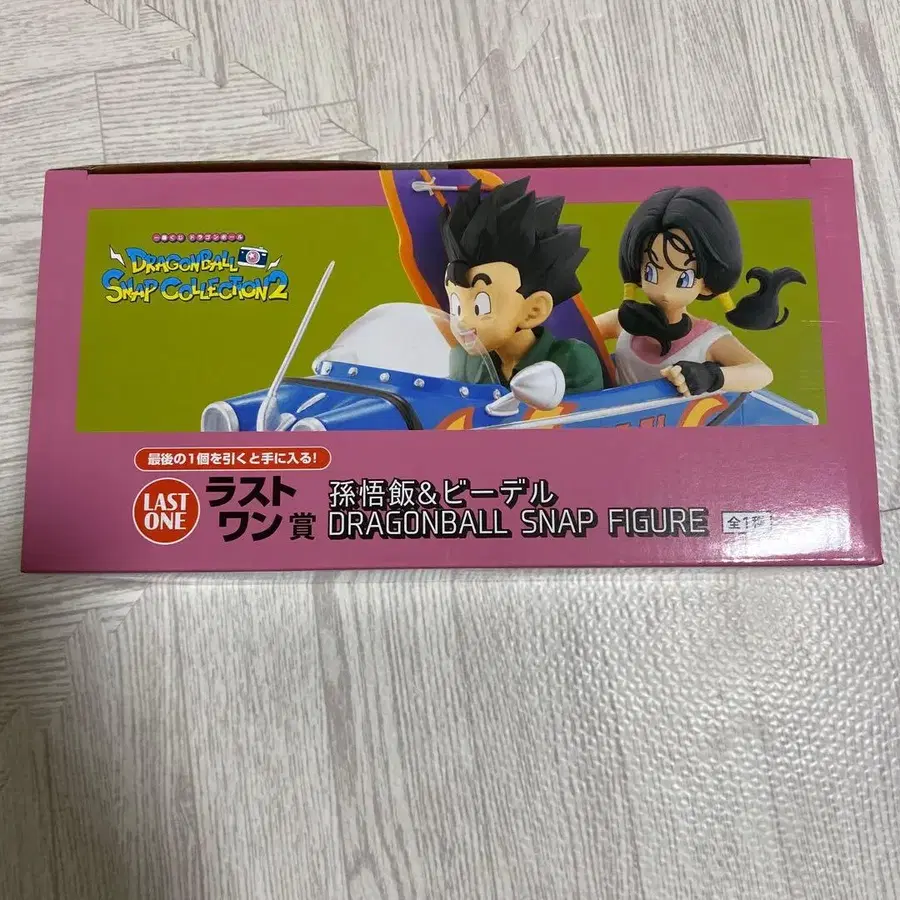 一番くじ ドラゴンボール
DRAGONBALL
SNAP COLLECTION2
最後の1個を引くと手に入る!
LAST
ONE
ラスト
ワン賞
孫悟飯&ビーデル
DRAGONBALL SNAP FIGURE
全1種